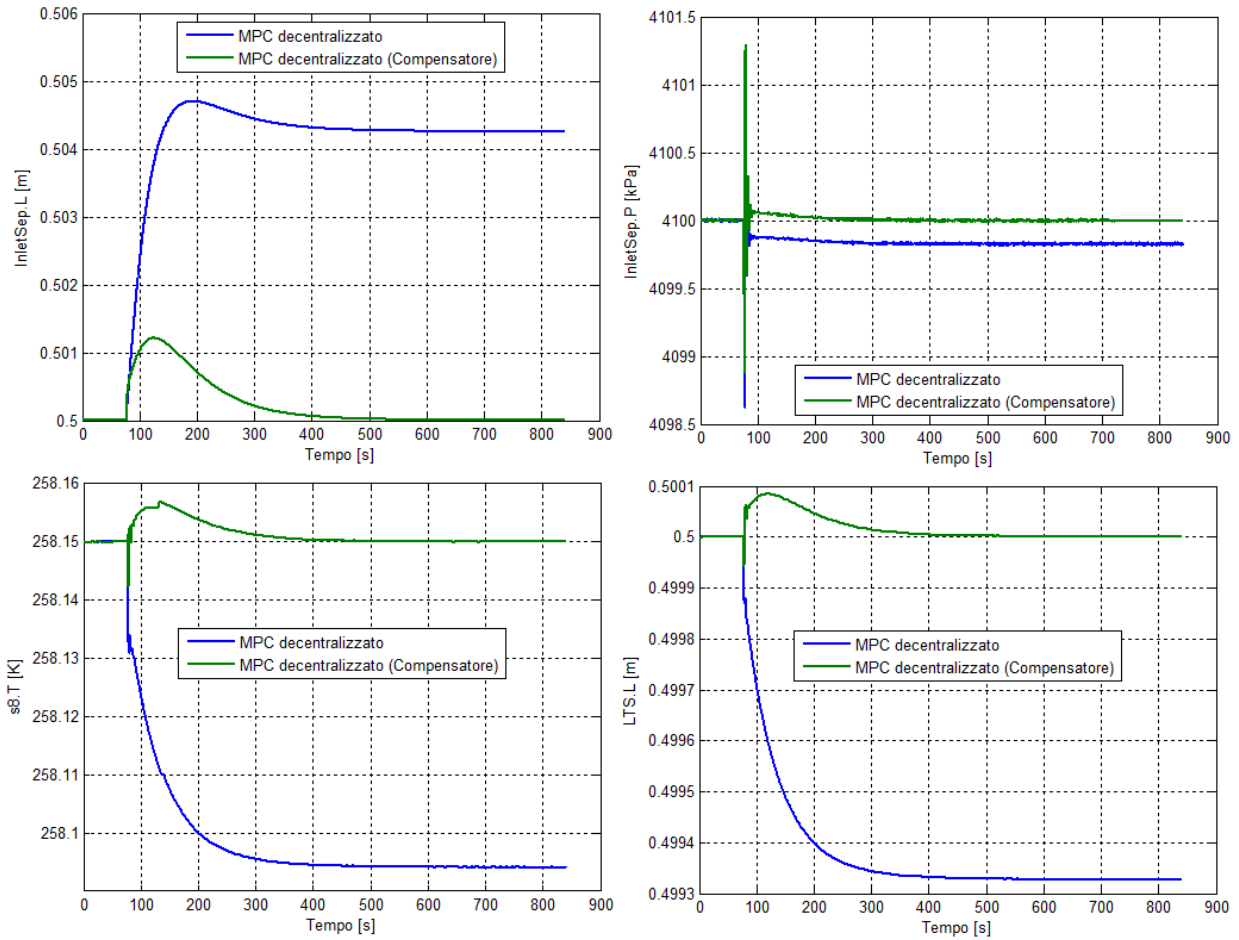 0.506
0.505
0.504
0.503
0.502
0.501
0.5
InletSep.L [m]
MPC decentralizzato
MPC decentralizzato (Compensatore)
0 100 200 300 400 500 600 700 800 900
Tempo [s]
4101.5
4101
4100.5
4100
4099.5
4099
4098.5
InletSep.P [kPa]
MPC decentralizzato
MPC decentralizzato (Compensatore)
0 100 200 300 400 500 600 700 800 900
Tempo [s]
258.16
258.15
258.14
258.13
258.12
258.11
258.1
s8.T [K]
MPC decentralizzato
MPC decentralizzato (Compensatore)
0 100 200 300 400 500 600 700 800 900
Tempo [s]
0.5001
0.5
0.4999
0.4998
0.4997
0.4996
0.4995
0.4994
0.4993
LTS.L [m]
MPC decentralizzato
MPC decentralizzato (Compensatore)
0 100 200 300 400 500 600 700 800 900
Tempo [s]